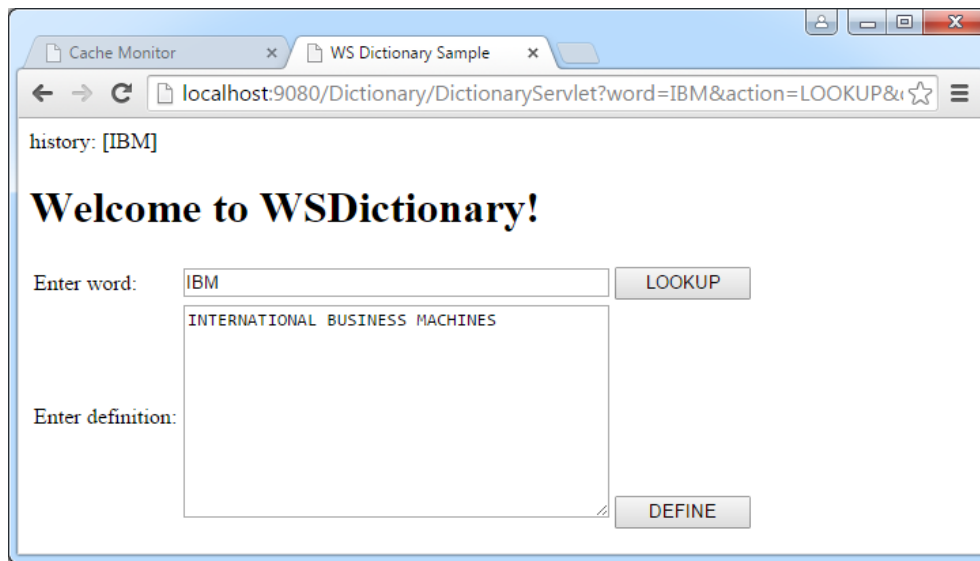 Cache Monitor
WS Dictionary Sample
localhost:9080/Dictionary/DictionaryServlet?word=IBM&action=LOOKUP&
history: [IBM]
Welcome to WSDictionary!
Enter word:
IBM
LOOKUP
INTERNATIONAL BUSINESS MACHINES
Enter definition:
DEFINE